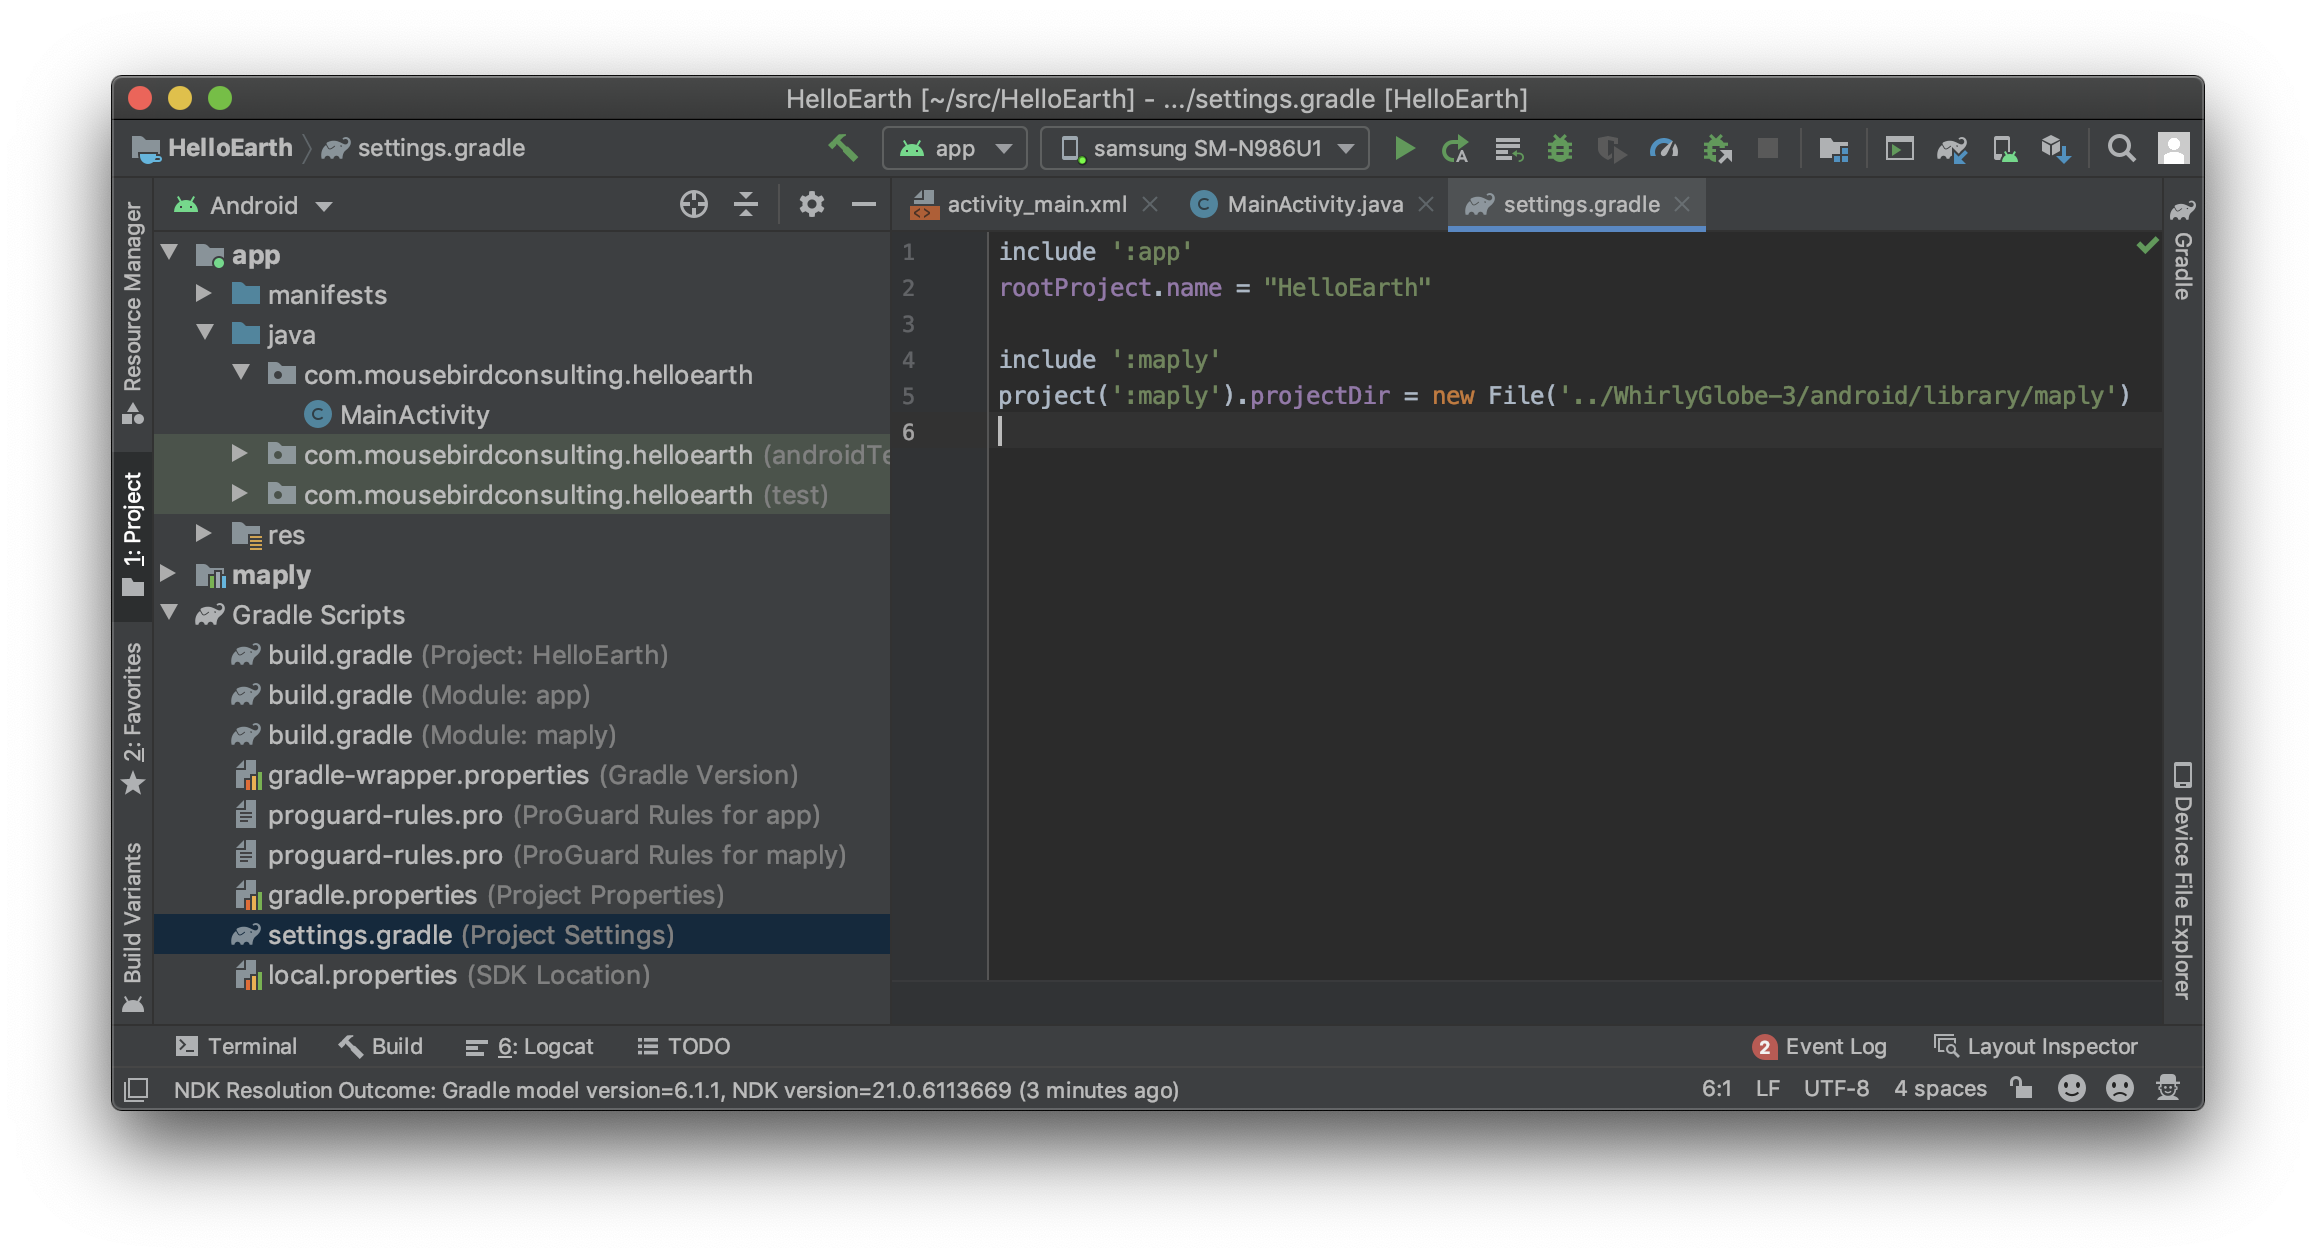 HelloEarth [~/src/HelloEarth] - .../settings.gradle [HelloEarth]
HelloEarth settings.gradle
app
samsung SM-N986U1
Resource Manager
1: Project
2: Favorites
Build Variants
Android
app
manifests
java
com.mousebirdconsulting.helloearth
MainActivity
com.mousebirdconsulting.helloearth (androidTe
com.mousebirdconsulting.helloearth (test)
res
maply
Gradle Scripts
build.gradle (Project: HelloEarth)
build.gradle (Module: app)
build.gradle (Module: maply)
gradle-wrapper.properties (Gradle Version)
proguard-rules.pro (ProGuard Rules for app)
proguard-rules.pro (ProGuard Rules for maply)
gradle.properties (Project Properties)
settings.gradle (Project Settings)
local.properties (SDK Location)
activity_main.xml
MainActivity.java
settings.gradle
1 include ':app'
2 rootProject.name = "HelloEarth"
3
4 include ':maply'
5 project(':maply').projectDir = new File('../WhirlyGlobe-3/android/library/maply')
6
Gradle
Device File Explorer
Terminal
Build
6: Logcat
TODO
2 Event Log
Layout Inspector
NDK Resolution Outcome: Gradle model version=6.1.1, NDK version=21.0.6113669 (3 minutes ago)
6:1 LF UTF-8 4 spaces